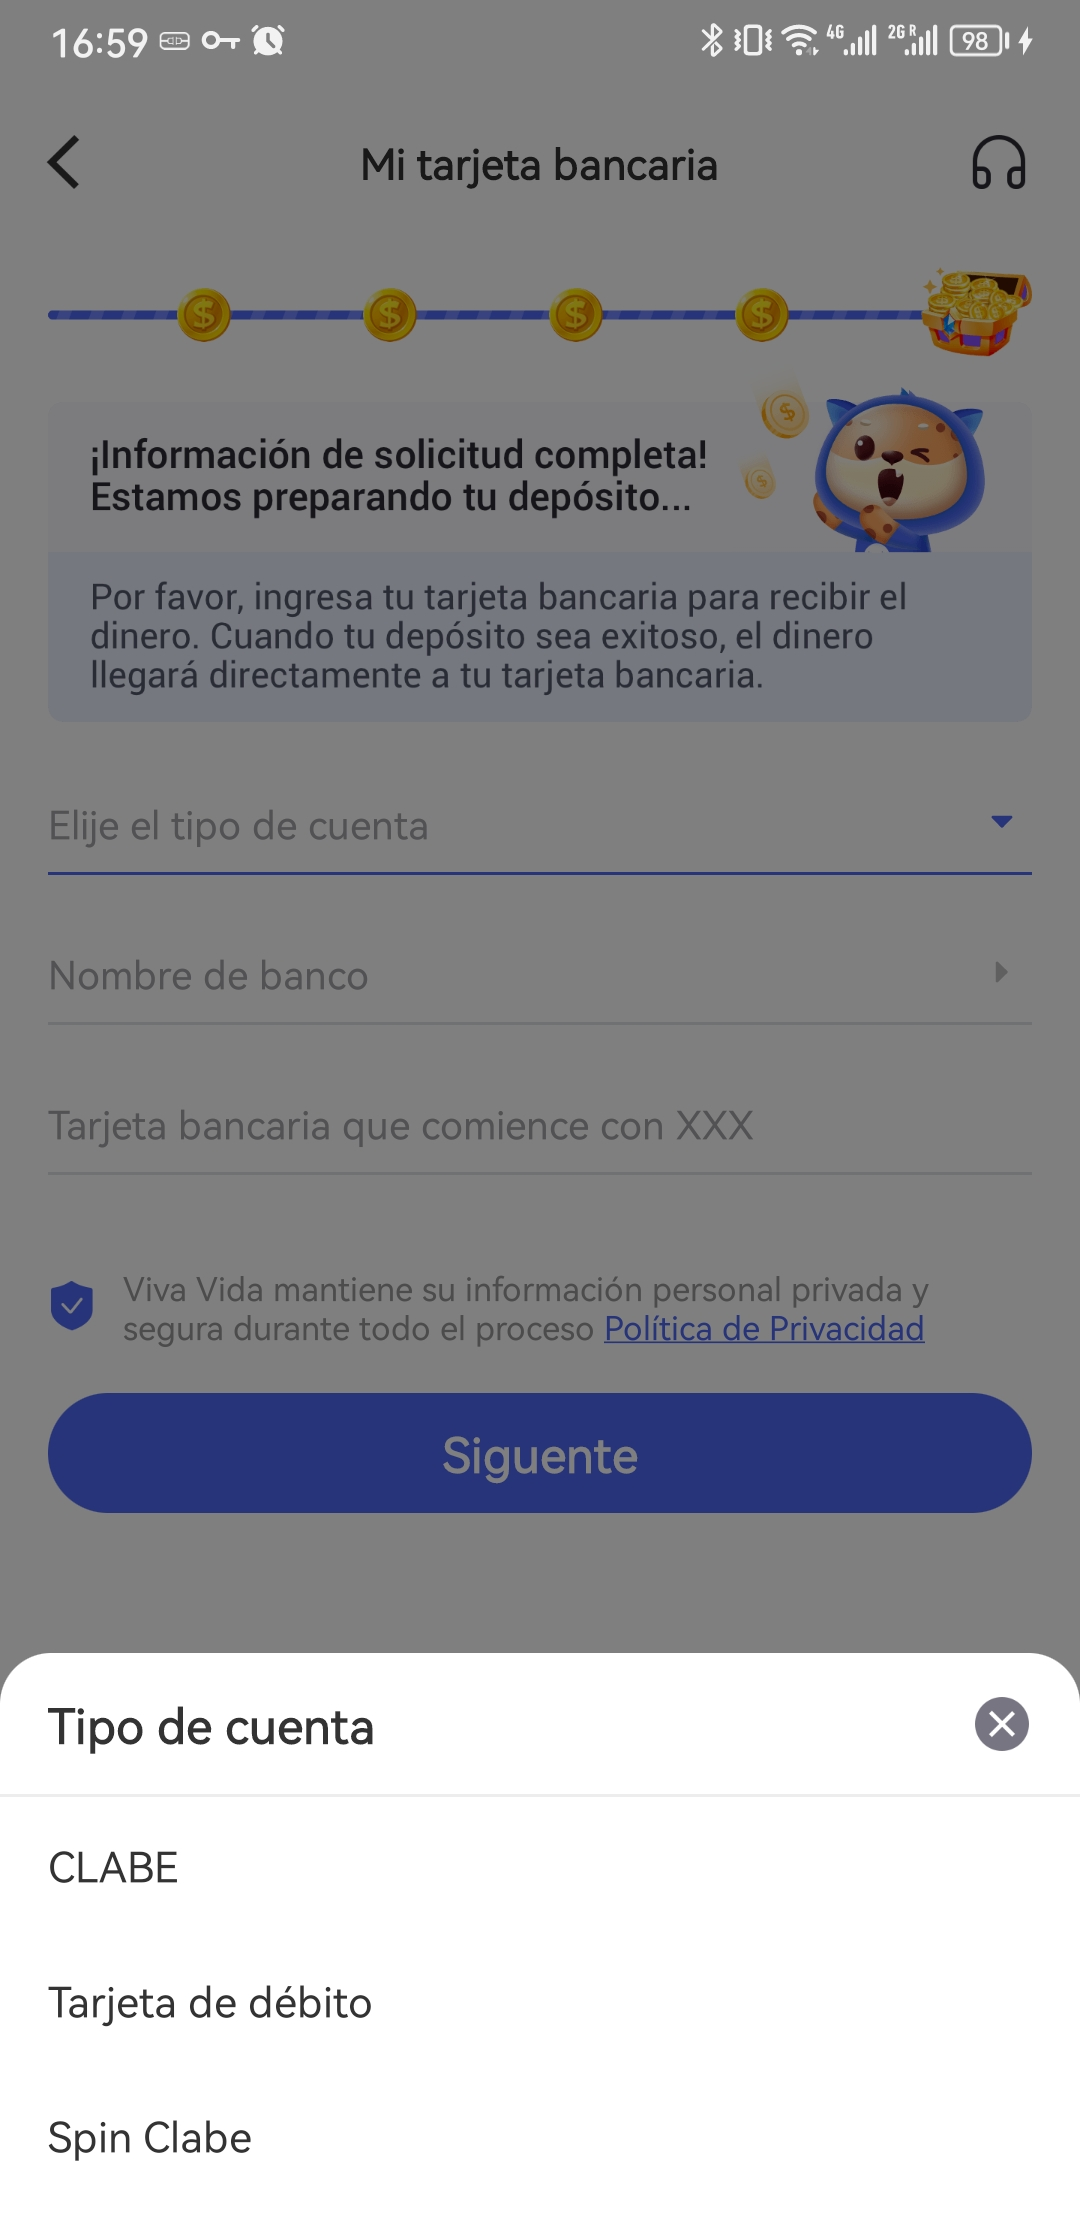 16:59
4G
2G R
98
Mi tarjeta bancaria
¡Información de solicitud completa!
Estamos preparando tu depósito...
Por favor, ingresa tu tarjeta bancaria para recibir el
dinero. Cuando tu depósito sea exitoso, el dinero
llegará directamente a tu tarjeta bancaria.
Elije el tipo de cuenta
Nombre de banco
Tarjeta bancaria que comience con XXX
Viva Vida mantiene su información personal privada y
segura durante todo el proceso Política de Privacidad
Siguente
Tipo de cuenta
CLABE
Tarjeta de débito
Spin Clabe